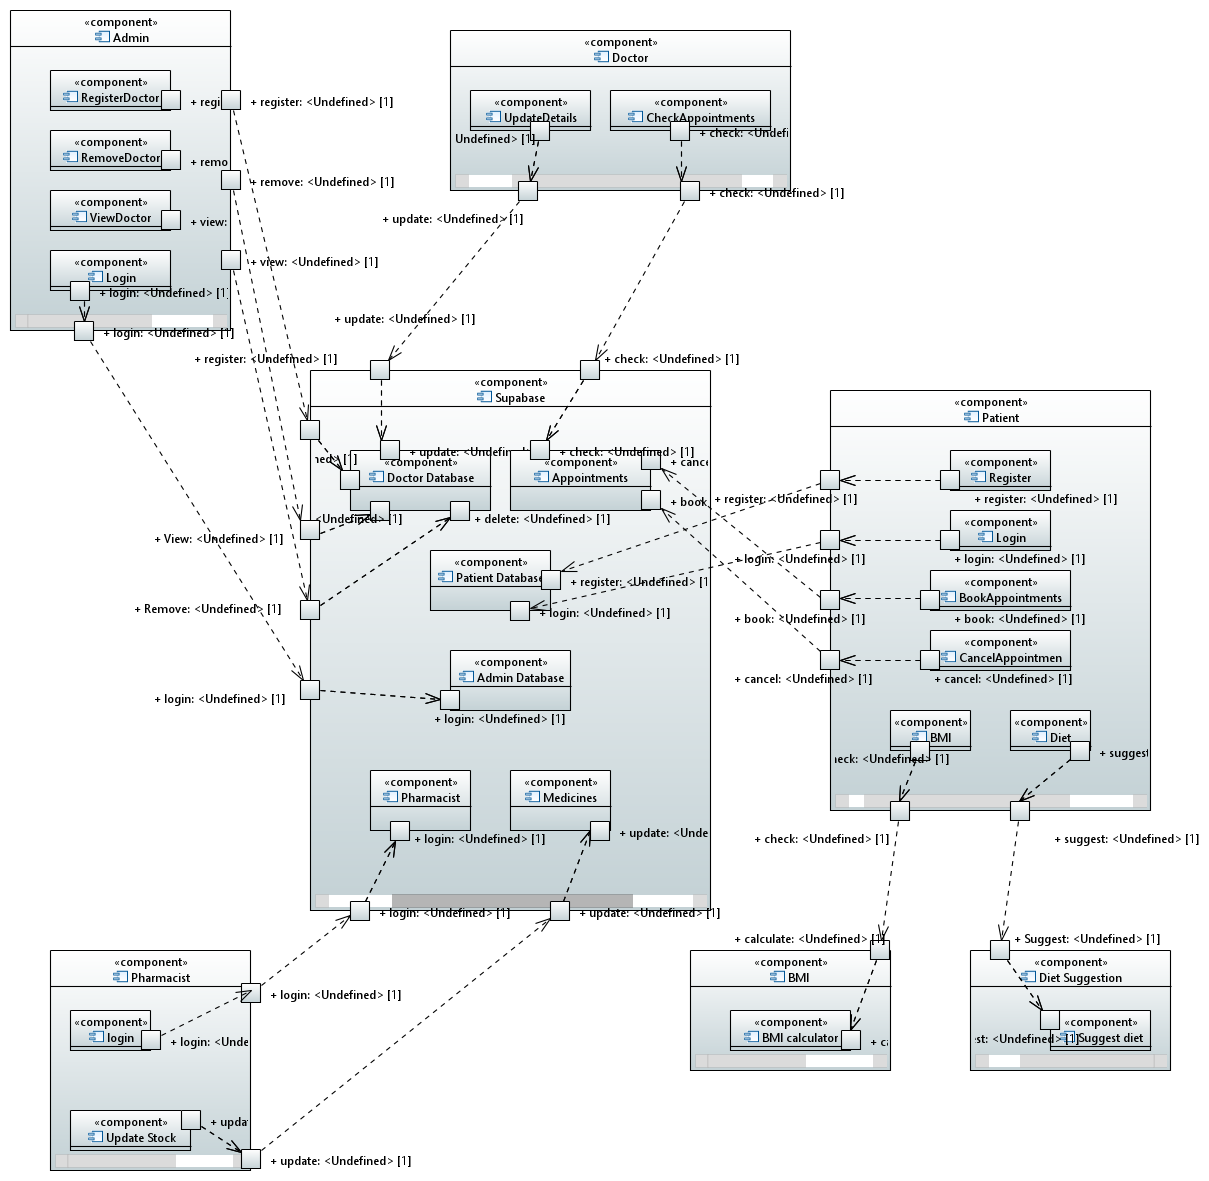 «component»
Admin
«component»
RegisterDoctor
+ regi
+ register: <Undefined> [1]
«component»
RemoveDoctor
+ remo
+ remove: <Undefined> [1]
«component»
ViewDoctor
+ view:
+ view: <Undefined> [1]
«component»
Login
+ login: <Undefined> [1]
+ login: <Undefined> [1]
«component»
Doctor
«component»
UpdateDetails
Undefined> [1]
«component»
CheckAppointments
+ check: <Undefi
+ update: <Undefined> [1]
+ check: <Undefined> [1]
+ update: <Undefined> [1]
+ register: <Undefined> [1]
+ check: <Undefined> [1]
«component»
Supabase
+ update: <Undefin
+ check: <Undefined> [1]
«component»
Doctor Database
«component»
Appointments
+ cance
+ book
<Undefined> [1]
+ delete: <Undefined> [1]
+ View: <Undefined> [1]
«component»
Patient Database
+ register: <Undefined> [1]
+ login: <Undefined> [1]
+ Remove: <Undefined> [1]
«component»
Admin Database
+ login: <Undefined> [1]
+ login: <Undefined> [1]
«component»
Pharmacist
+ login: <Undefined> [1]
«component»
Medicines
+ update: <Unde
+ login: <Undefined> [1]
+ update: <Undefined> [1]
«component»
Patient
«component»
Register
+ register: <Undefined> [1]
+ register: <Undefined> [1]
«component»
Login
+ login: <Undefined> [1]
+ login: <Undefined> [1]
«component»
BookAppointments
+ book: <Undefined> [1]
+ book: <Undefined> [1]
«component»
CancelAppointmen
+ cancel: <Undefined> [1]
+ cancel: <Undefined> [1]
«component»
BMI
heck: <Undefined> [1]
«component»
Diet
+ suggest
+ check: <Undefined> [1]
+ suggest: <Undefined> [1]
+ calculate: <Undefined> [1]
+ Suggest: <Undefined> [1]
«component»
BMI
«component»
BMI calculator
+ ca
«component»
Diet Suggestion
«component»
Suggest diet
est: <Undefined> [1]
«component»
Pharmacist
+ login: <Undefined> [1]
«component»
login
+ login: <Unde
«component»
Update Stock
+ upda
+ update: <Undefined> [1]